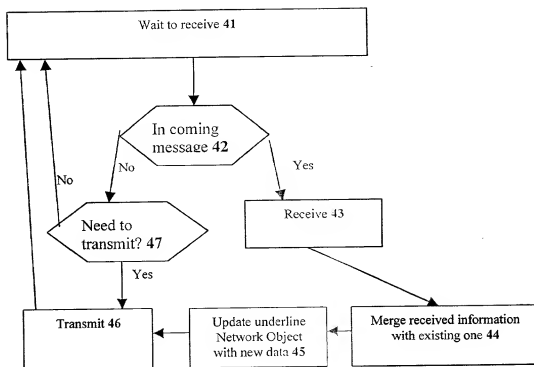 Wait to receive 41
In coming
message 42
No
Yes
No
Need to
transmit? 47
Receive 43
Yes
Transmit 46
Update underline
Network Object
with new data 45
Merge received information
with existing one 44